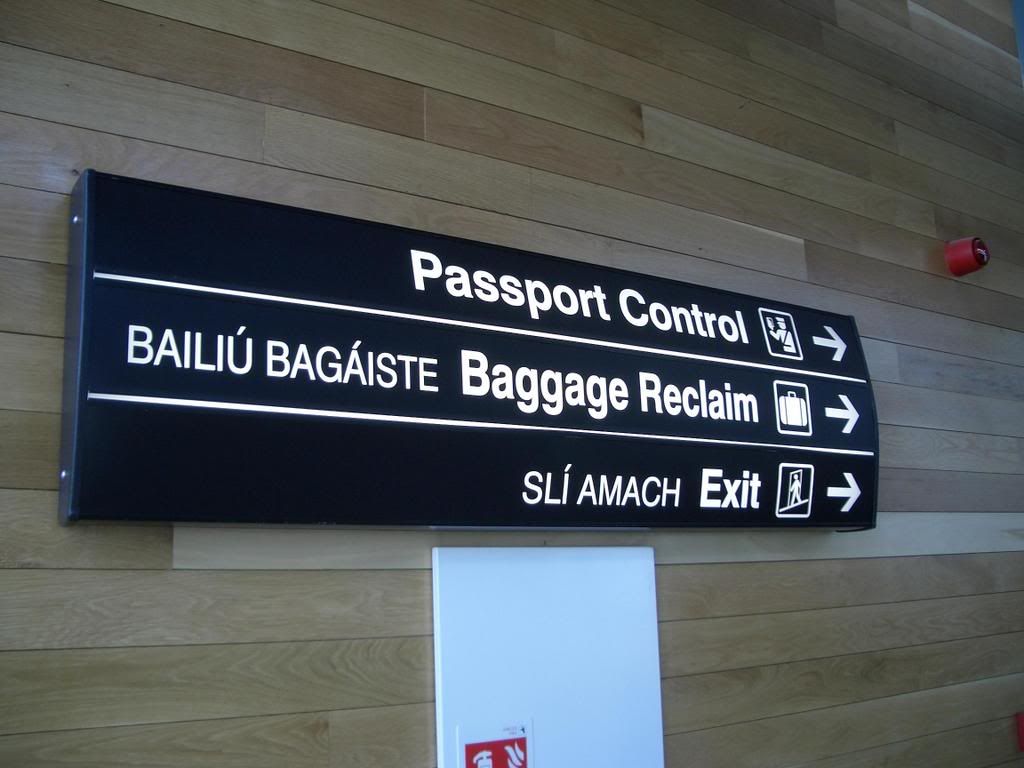 Passport Control
BAILIÚ BAGÁISTE Baggage Reclaim
SLÍ AMACH Exit